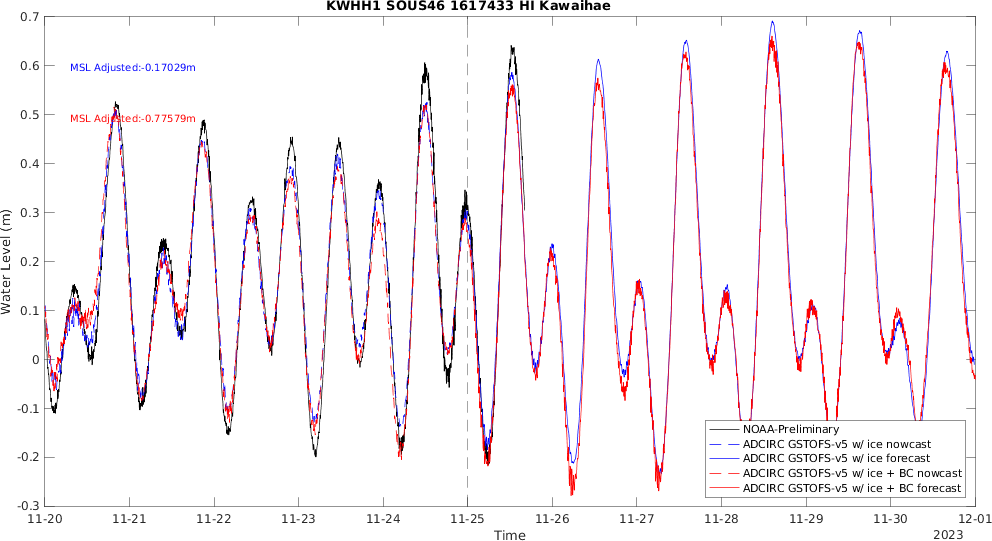 KWHH1 SOUS46 1617433 HI Kawaihae
0.7
0.6
0.5
0.4
0.3
0.2
0.1
0
-0.1
-0.2
-0.3
Water Level (m)
MSL Adjusted:-0.17029m
MSL Adjusted:-0.77579m
NOAA-Preliminary
ADCIRC GSTOFS-v5 w/ ice nowcast
ADCIRC GSTOFS-v5 w/ ice forecast
ADCIRC GSTOFS-v5 w/ ice + BC nowcast
ADCIRC GSTOFS-v5 w/ ice + BC forecast
11-20 11-21 11-22 11-23 11-24 11-25 11-26 11-27 11-28 11-29 11-30 12-01
Time
2023